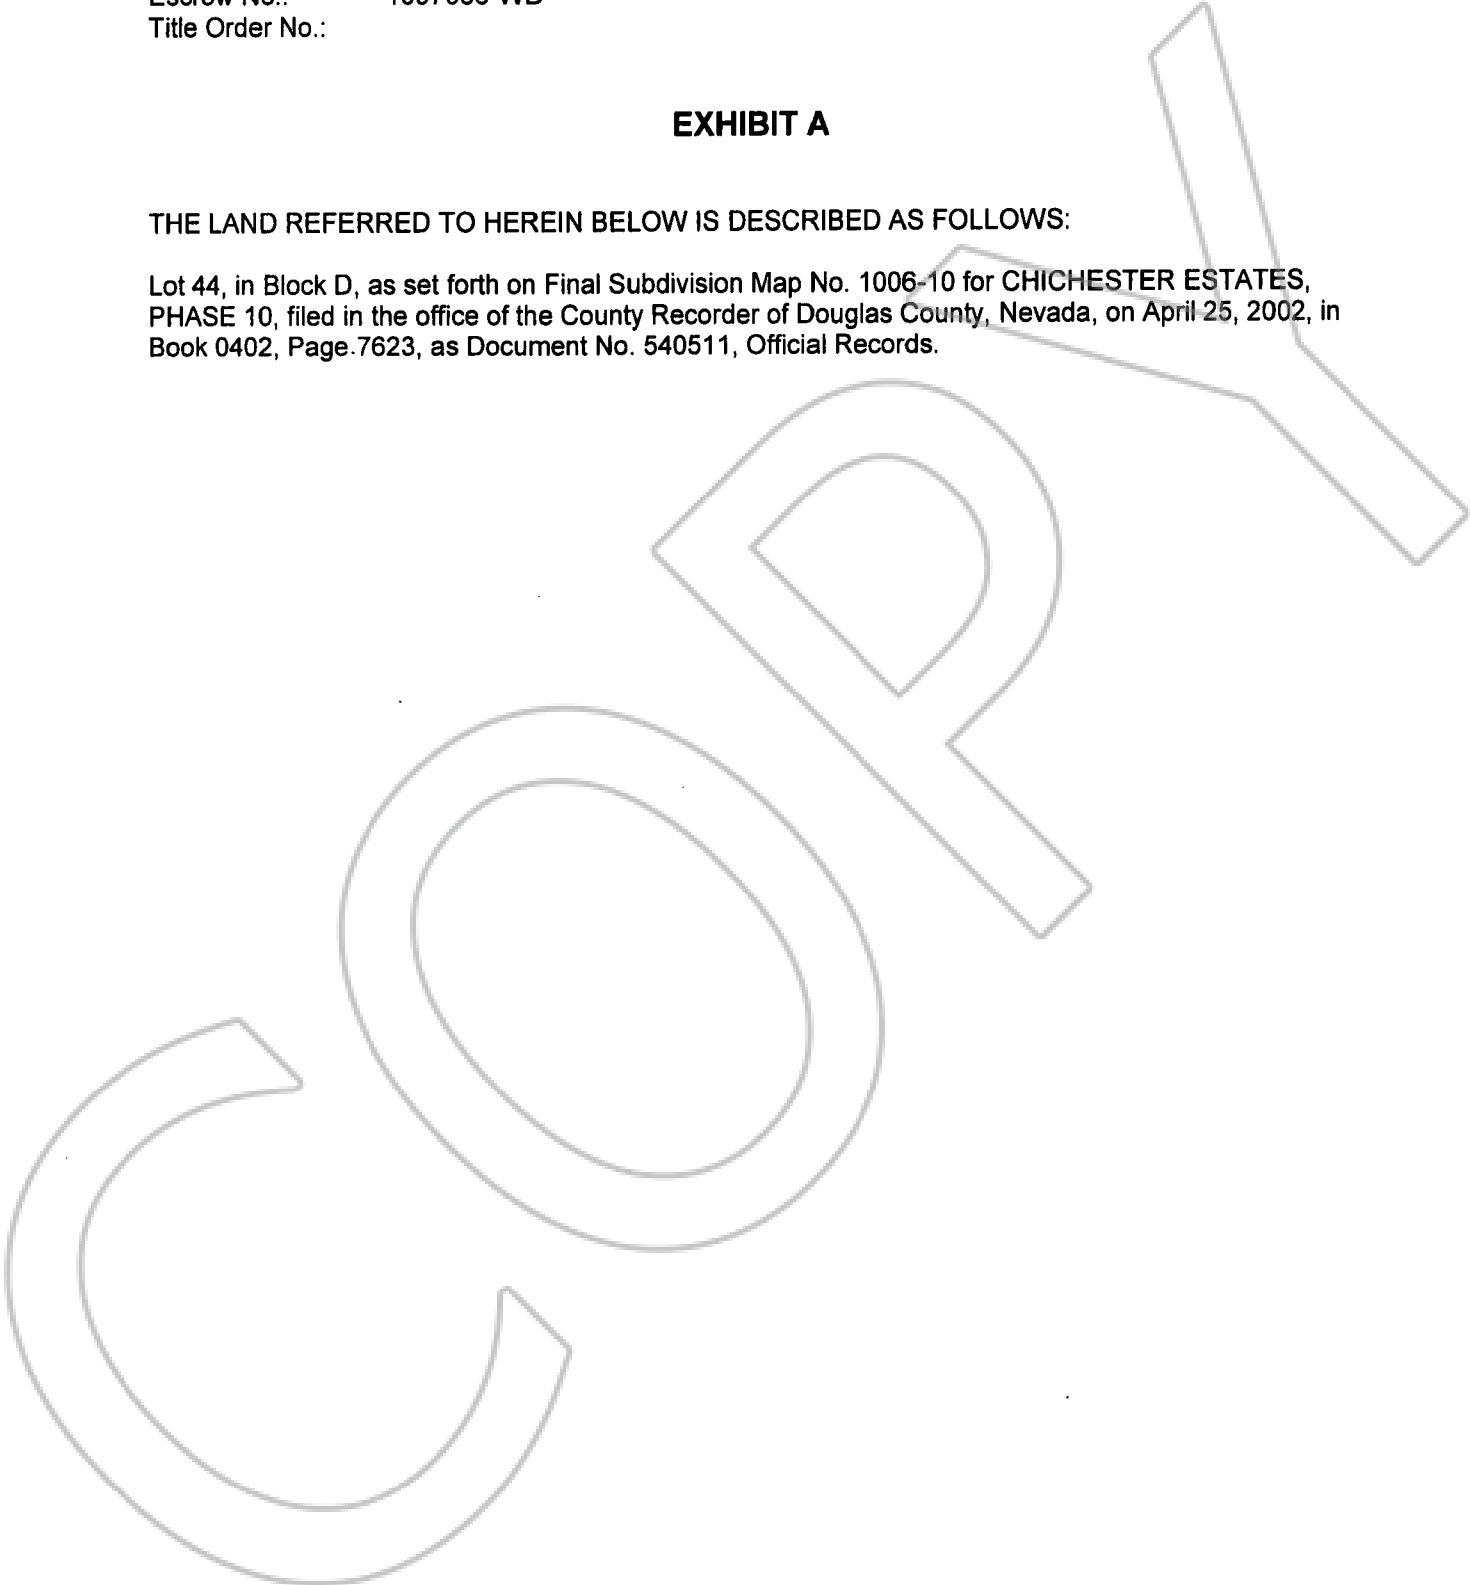 Title Order No.:
EXHIBIT A
THE LAND REFERRED TO HEREIN BELOW IS DESCRIBED AS FOLLOWS:
Lot 44, in Block D, as set forth on Final Subdivision Map No. 1006-10 for CHICHESTER ESTATES,
PHASE 10, filed in the office of the County Recorder of Douglas County, Nevada, on April 25, 2002, in
Book 0402, Page.7623, as Document No. 540511, Official Records.
COPY